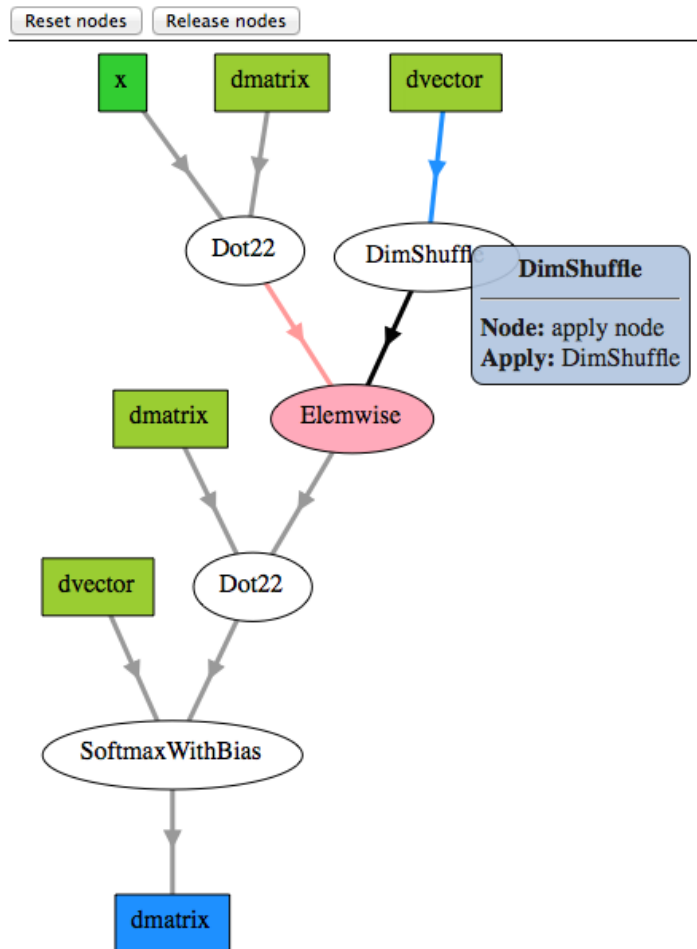 Reset nodes Release nodes
x dmatrix dvector
Dot22 DimShuffle
DimShuffle
Node: apply node
Apply: DimShuffle
dmatrix Elemwise
dvector Dot22
SoftmaxWithBias
dmatrix